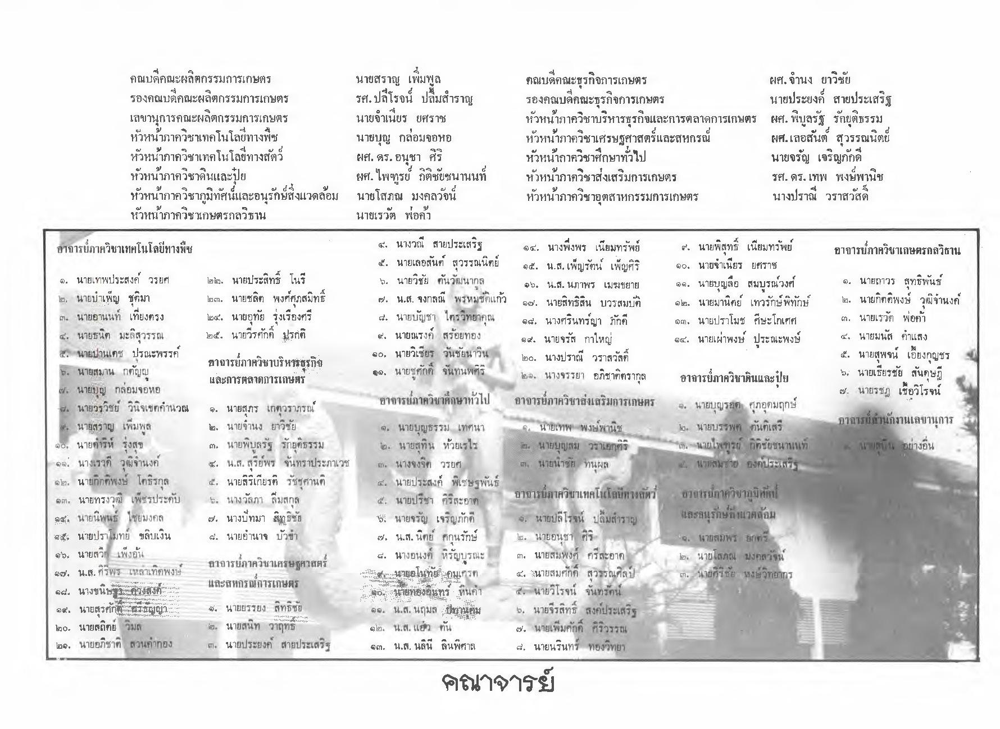 คณบดีคณะผลิตกรรมการเกษตร นายสราญ เพิ่มพูล
รองคณบดีคณะผลิตกรรมการเกษตร รศ.ปลีโรจน์ ปลื้มสำราญ
เลขานุการคณะผลิตกรรมการเกษตร นายจำเนียร ยศราช
หัวหน้าภาควิชาเทคโนโลยีทางพืช นายบุญ กล่อมจอหอ
หัวหน้าภาควิชาเทคโนโลยีทางสัตว์ ผศ.ดร.อนุชา ศิริ
หัวหน้าภาควิชาดินและปุ๋ย ผศ.ไพฑูรย์ กิติชัยชนานนท์
หัวหน้าภาควิชาภูมิทัศน์และอนุรักษ์สิ่งแวดล้อม นายโสภณ มงคลวัจน์
หัวหน้าภาควิชาเกษตรกลวิธาน นายเรวัต พ่อค้า
คณบดีคณะธุรกิจการเกษตร ผศ.จำนง ยาวิชัย
รองคณบดีคณะธุรกิจการเกษตร นายประยงค์ สายประเสริฐ
หัวหน้าภาควิชาบริหารธุรกิจและการตลาดการเกษตร ผศ.พิบูลรัฐ รักยุติธรรม
หัวหน้าภาควิชาเศรษฐศาสตร์และสหกรณ์ ผศ.เลอสันต์ สุวรรณนิตย์
หัวหน้าภาควิชาศึกษาทั่วไป นายจรัญ เจริญภักดี
หัวหน้าภาควิชาส่งเสริมการเกษตร รศ.ดร.เทพ พงษ์พานิช
หัวหน้าภาควิชาอุตสาหกรรมการเกษตร นางปราณี วราสวัสดิ์
อาจารย์ภาควิชาเทคโนโลยีทางพืช
๑. นายเทพประสงค์ วรยศ
๒. นายบำเพ็ญ ชุติมา
๓. นายอานนท์ เที่ยงตรง
๔. นายธนิต มะลิสุวรรณ
๕. นายปานเดช ปุรณะพรรค์
๖. นายสมาน กตัญญู
๗. นายบุญ กล่อมจอหอ
๘. นายวรวิชย์ วินิจเขตคำนวณ
๙. นายสราญ เพิ่มพูล
๑๐. นายดำริห์ รุ่งสุข
๑๑. นางเรวดี วุฒิจำนงค์
๑๒. นายกิตติพงษ์ โตธิรกุล
๑๓. นายทรงวุฒิ เพ็ชรประดับ
๑๔. นายนิพนธ์ ไชยมงคล
๑๕. นายปราโมทย์ ขลิบเงิน
๑๖. นายสวิก เพ็งอัน
๑๗. น.ส.ศิริพร เหล่าเทิดพงษ์
๑๘. นางขนิษฐา ด้วงสงค์
๑๙. นายสุรศักดิ์ ศรีธัญญา
๒๐. นายสถิตย์ วิมล
๒๑. นายอภิชาติ สวนคำกอง
๒๒. นายประสิทธิ์ โนรี
๒๓. นายชลิต พงศ์ศุภสมิทธิ์
๒๔. นายอุทัย รุ่งเรืองศรี
๒๕. นายวีรศักดิ์ ปรกติ
อาจารย์ภาควิชาบริหารธุรกิจ
และการตลาดการเกษตร
๑. นายสุภร เกตุวราภรณ์
๒. นายจำนง ยาวิชัย
๓. นายพิบูลรัฐ รักยุติธรรม
๔. น.ส.สุรีย์พร จันทราประภาเวช
๕. นายสิริเกียรติ รัชชุศานติ
๖. นางวัลภา ลิ่มสกุล
๗. นางปัทมา สิทธิชัย
๘. นายอำนาจ บัวขำ
อาจารย์ภาควิชาเศรษฐศาสตร์
และสหกรณ์การเกษตร
๑. นายยรรยง สิทธิชัย
๒. นายสนิท วาฤทธิ์
๓. นายประยงค์ สายประเสริฐ
๔. นางวณี สายประเสริฐ
๕. นายเลอสันต์ สุวรรณนิตย์
๖. นายวิชัย ตันวัฒนากูล
๗. น.ส.จงกลณี พรหมชัติแก้ว
๘. นายบัญชา ไตรวิทยาคุณ
๙. นายณรงค์ สร้อยทอง
๑๐. นายวิเชียร วันชัยนาวิน
๑๑. นายชูศักดิ์ จันทนพศิริ
อาจารย์ภาควิชาศึกษาทั่วไป
๑. นายบุญธรรม เทศนา
๒. นายสุทิน ห้วยเรไร
๓. นางจงจิต วรยศ
๔. นายประสงค์ พิเชษฐพันธ์
๕. นายปรีชา ศิริสะอาด
๖. นายจรัญ เจริญภักดี
๗. น.ส.นิตย์ ศกุนรักษ์
๘. นางอนงค์ หิรัญบูรณะ
๙. นายอโนทัย คุมเครต
๑๐. นายทองอินทร์ หินคำ
๑๑. น.ส.นฤมล
๑๒. น.ส.แฮ้ว ตัน
๑๓. น.ส.นลินี ลินพิศาล
๑๔. นางพึงพร เนียมทรัพย์
๑๕. น.ส.เพ็ญรัตน์ เพ็ญศิริ
๑๖. น.ส.นภาพร เมฆขยาย
๑๗. นายสิทธิสิน บวรสมบัติ
๑๘. นางศรินทร์ญา ภักดี
๑๙. นายจรัส กาใหญ่
๒๐. นางปราณี วราสวัสดิ์
๒๑. นางจรรยา อภิชาติตรากุล
อาจารย์ภาควิชาส่งเสริมการเกษตร
๑. นายเทพ พงษ์พานิช
๒. นายบุญสม วราเอกศิริ
๓. นายนำชัย ทนุผล
อาจารย์ภาควิชาเทคโนโลยีทางสัตว์
๑. นายปลีโรจน์ ปลื้มสำราญ
๒. นายอนุชา ศิริ
๓. นายสมพงศ์ ศรีสะอาด
๔. นายสมศักดิ์ สุวรรณศิลป์
๕. นายวิโรจน์ จันทรัตน์
๖. นายจีรสิทธิ์ สงค์ประเสริฐ
๗. นายเพิ่มศักดิ์ ศิริวรรณ
๘. นายนรินทร์ ทองวิทยา
๙. นายพิสุทธิ์ เนียมทรัพย์
๑๐. นายจำเนียร ยศราช
๑๑. นายบุญลือ สมบูรณ์วงศ์
๑๒. นายมานิตย์ เทวรักษ์พิทักษ์
๑๓. นายปราโมช ศีษะโกเศศ
๑๔. นายเผ่าพงษ์ ปูระณะพงษ์
อาจารย์ภาควิชาดินและปุ๋ย
๑. นายบุญรอด ศุภอุดมฤกษ์
๒. นายบรรพต ตันติเสรี
๓. นายไพฑูรย์ กิติชัยชนานนท์
๔. นายสมชาย องค์ประเสริฐ
อาจารย์ภาควิชาภูมิทัศน์
และอนุรักษ์สิ่งแวดล้อม
๑. นายสมพร ยกตรี
๒. นายโสภณ มงคลวัจน์
๓. นายศิริชัย หงษ์วิทยากร
อาจารย์ภาควิชาเกษตรกลวิธาน
๑. นายถาวร สุทธิพันธ์
๒. นายกิตติพงษ์ วุฒิจำนงค์
๓. นายเรวัต พ่อค้า
๔. นายมนัส คำแสง
๕. นายสุพจน์ เอี้ยงกุญชร
๖. นายเธียรชัย สันดุษฎี
๗. นายรชฎ เชื้อวิโรจน์
อาจารย์สำนักงานเลขานุการ
๑. นายสุบิน อย่างอื่น
คณาจารย์